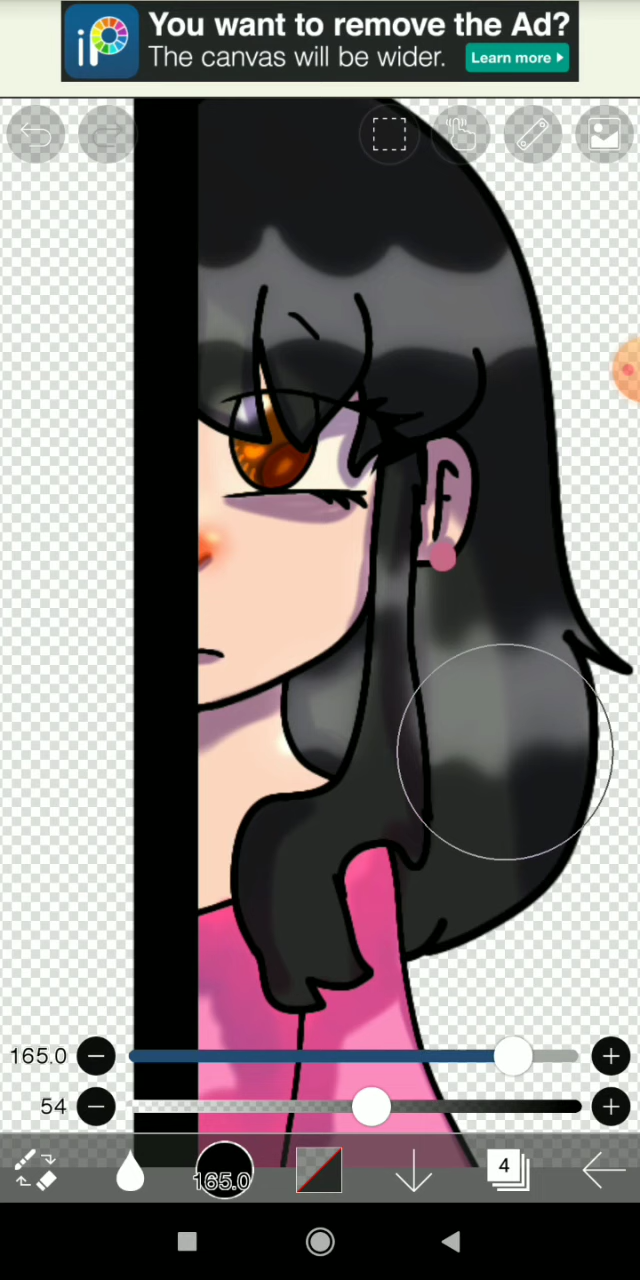 iP
You want to remove the Ad?
The canvas will be wider.
Learn more
165.0
54
165.0
4